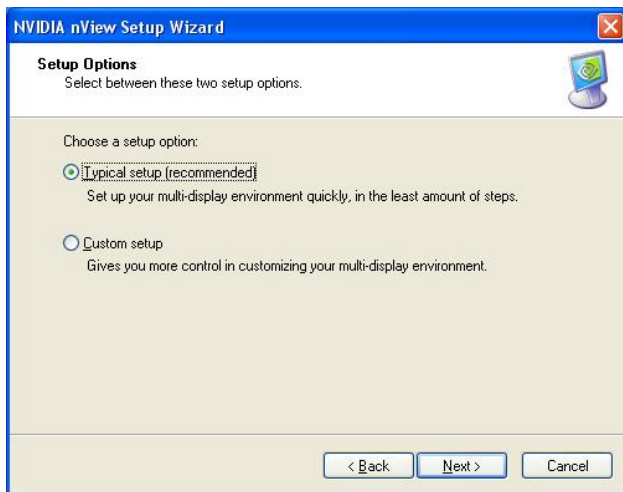 NVIDIA nView Setup Wizard
Setup Options
Select between these two setup options.
Choose a setup option:
Typical setup (recommended)
Set up your multi-display environment quickly, in the least amount of steps.
Custom setup
Gives you more control in customizing your multi-display environment.
< Back Next > Cancel